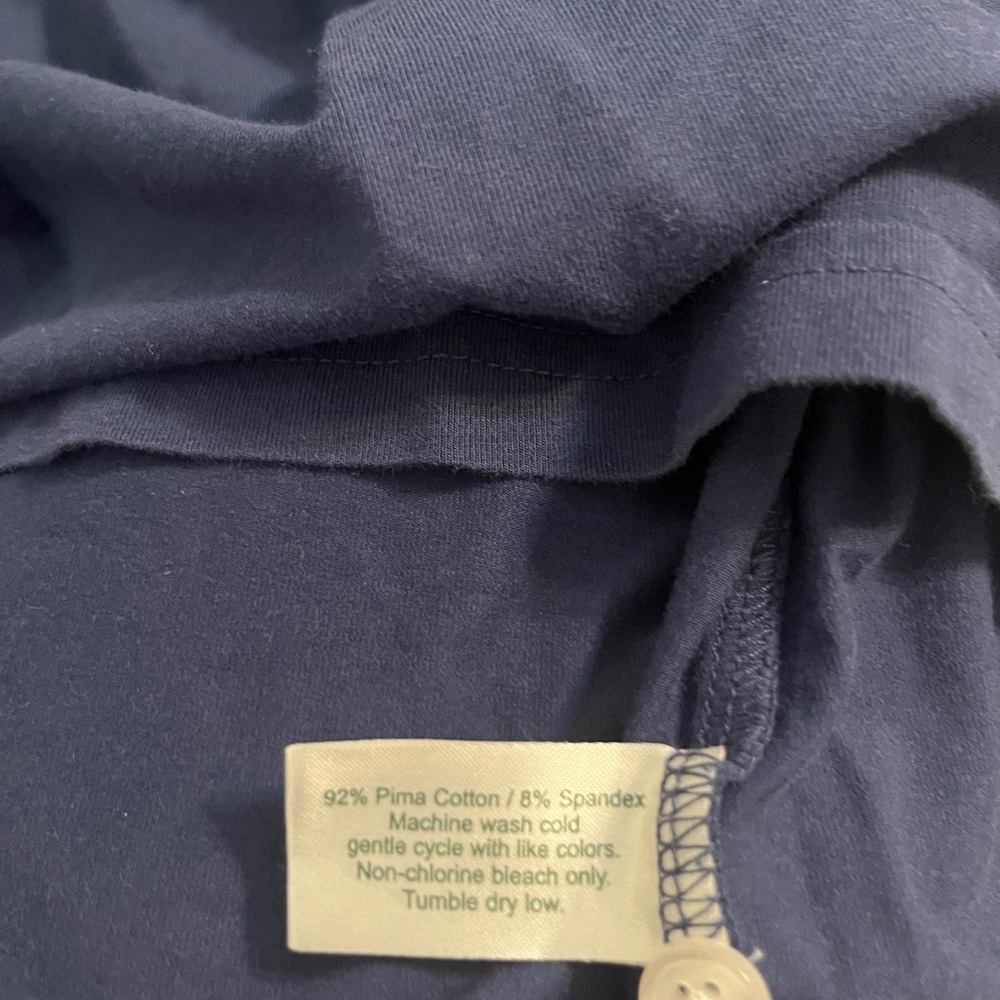 92% Pima Cotton / 8% Spandex
Machine wash cold
gentle cycle with like colors.
Non-chlorine bleach only.
Tumble dry low.